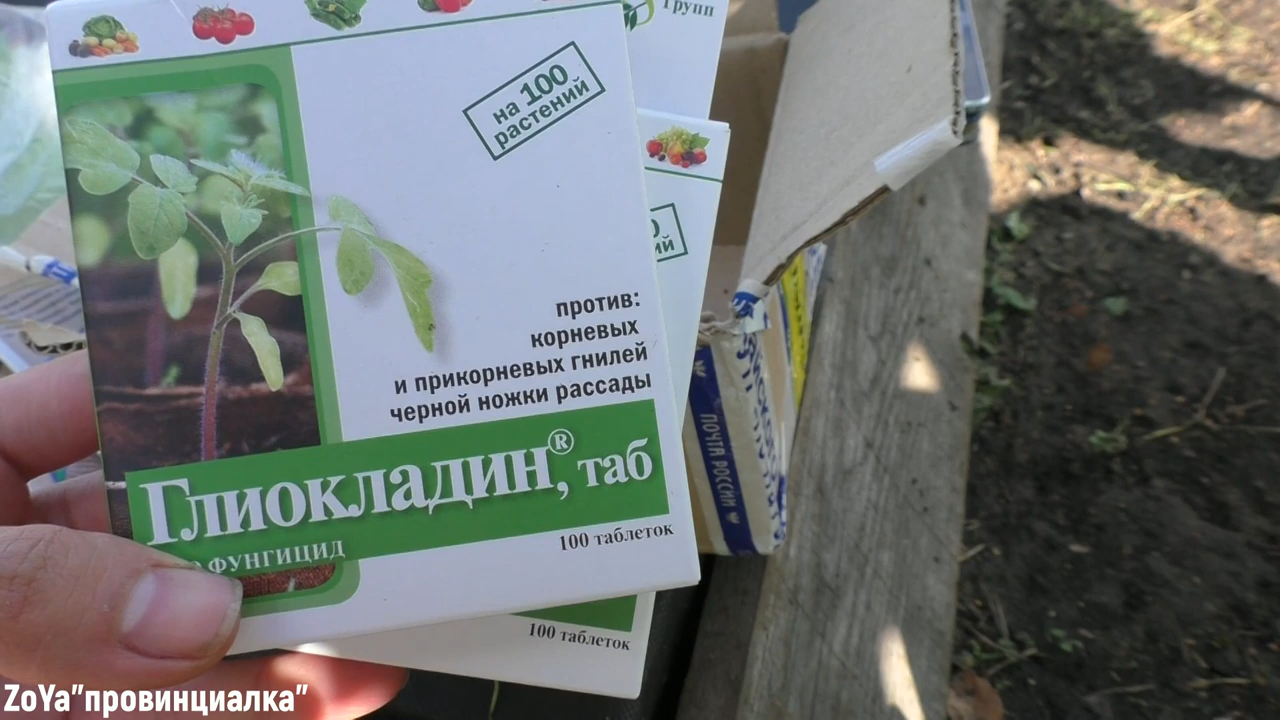 Групп
на 100
растений
против:
корневых
и прикорневых гнилей
черной ножки рассады
Глиокладин®, таб
ФУНГИЦИД
100 таблеток
100 таблеток
ПОЧТА РОССИИ
ZoYa"провинциалка"